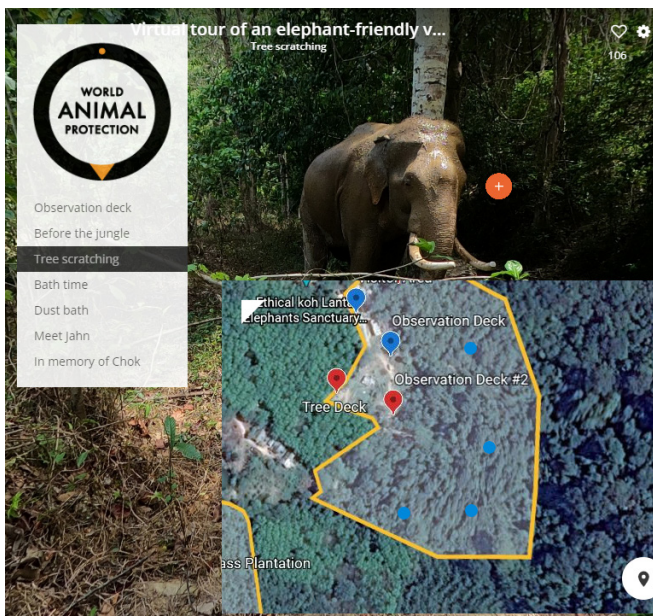 Virtual tour of an elephant-friendly v...
Tree scratching
106
WORLD
ANIMAL
PROTECTION
Observation deck
Before the jungle
Tree scratching
Bath time
Dust bath
Meet Jahn
In memory of Chok
Ethical koh Lanta
Elephants Sanctuary...
Observation Deck
Observation Deck #2
Tree Deck
ass Plantation